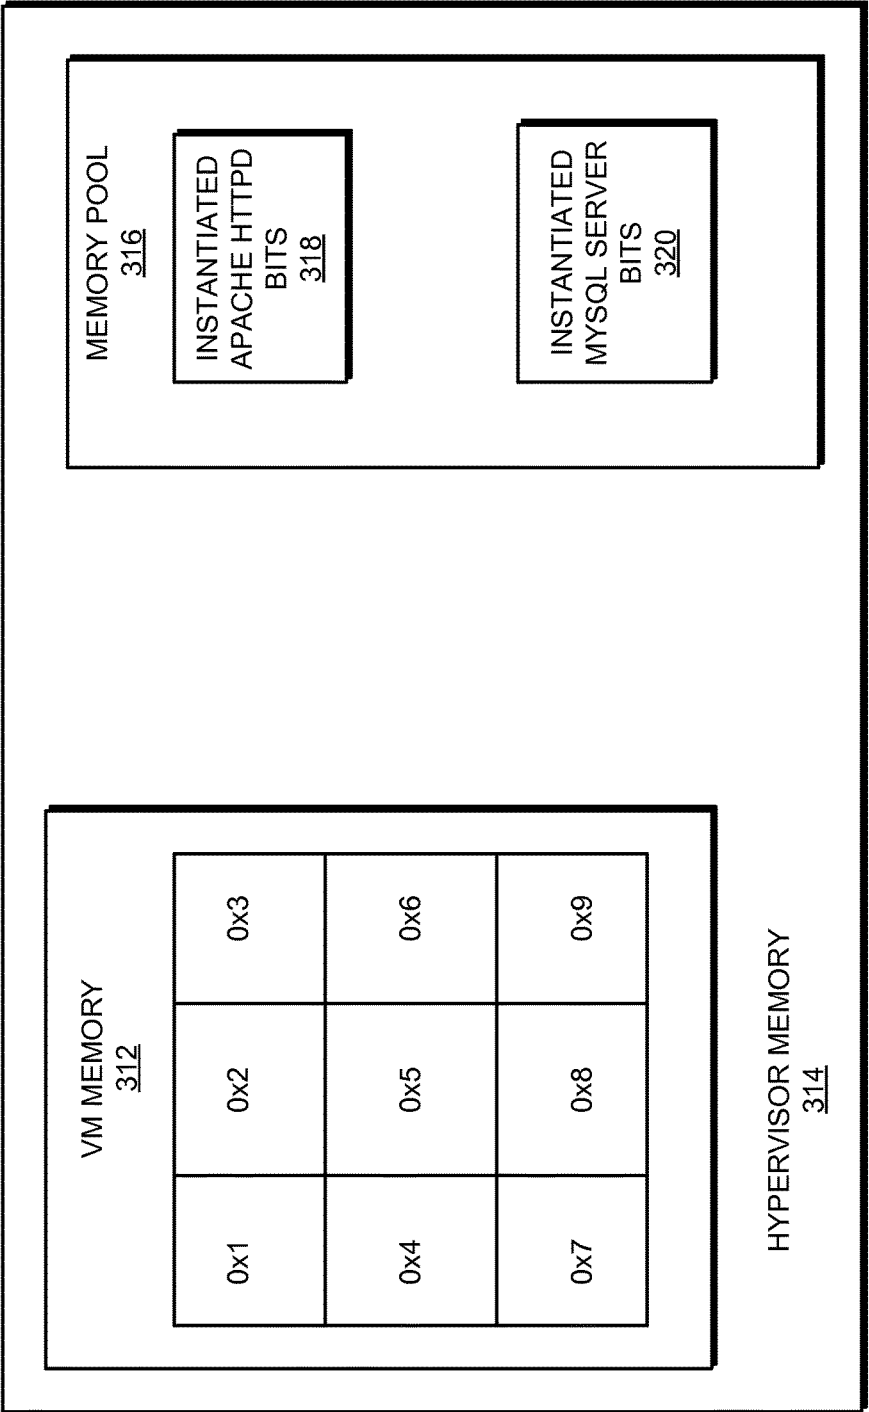 VM MEMORY
312
0x1 0x2 0x3
0x4 0x5 0x6
0x7 0x8 0x9
HYPERVISOR MEMORY
314
MEMORY POOL
316
INSTANTIATED
APACHE HTTPD
BITS
318
INSTANTIATED
MYSQL SERVER
BITS
320